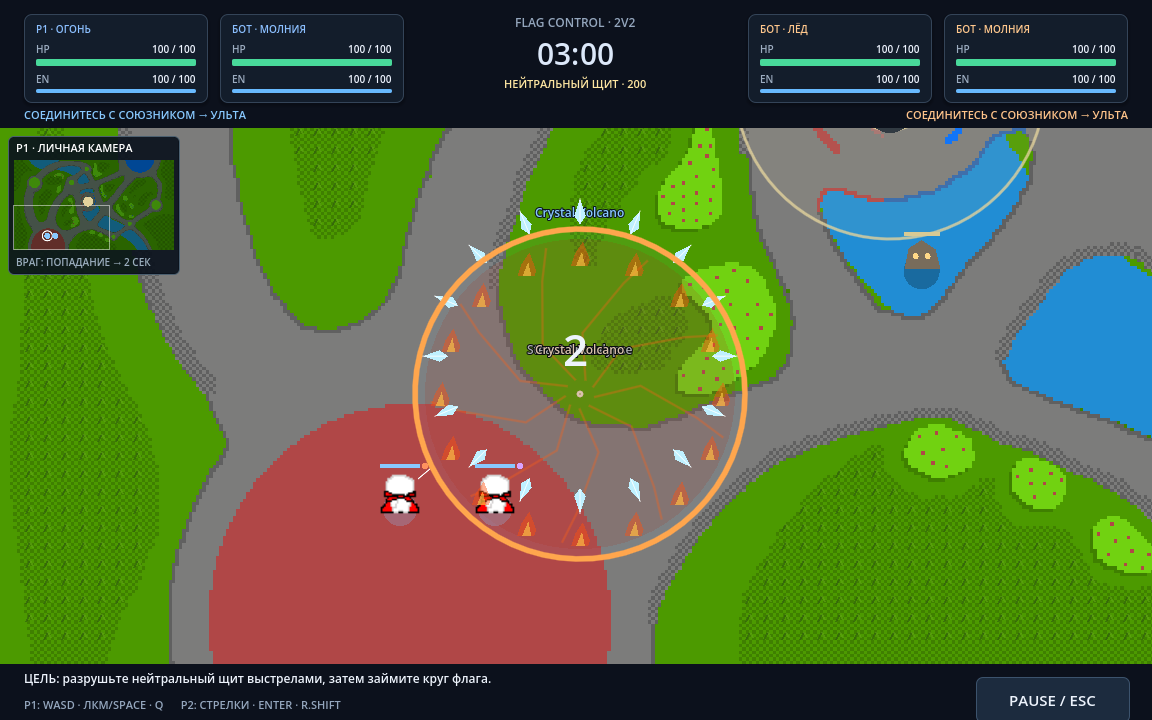 P1 · ОГОНЬ
HP 100 / 100
EN 100 / 100
БОТ · МОЛНИЯ
HP 100 / 100
EN 100 / 100
FLAG CONTROL · 2V2
03:00
НЕЙТРАЛЬНЫЙ ЩИТ · 200
БОТ · ЛЁД
HP 100 / 100
EN 100 / 100
БОТ · МОЛНИЯ
HP 100 / 100
EN 100 / 100
СОЕДИНИТЕСЬ С СОЮЗНИКОМ → УЛЬТА
СОЕДИНИТЕСЬ С СОЮЗНИКОМ → УЛЬТА
P1 · ЛИЧНАЯ КАМЕРА
ВРАГ: ПОПАДАНИЕ → 2 СЕК
Crystal Volcano
Crystal Volcano
2
ЦЕЛЬ: разрушьте нейтральный щит выстрелами, затем займите круг флага.
P1: WASD · ЛКМ/SPACE · Q P2: СТРЕЛКИ · ENTER · R.SHIFT
PAUSE / ESC